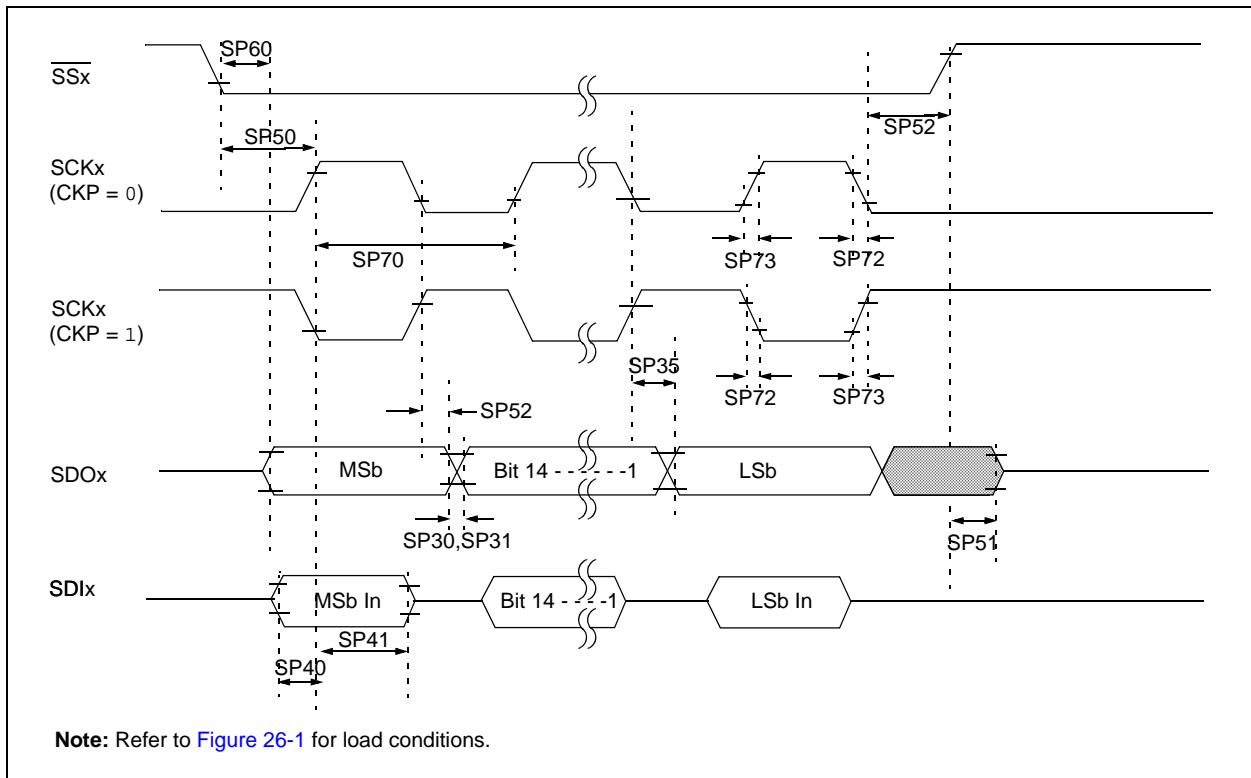 SP60
SSx
SP52
SP50
SCKx
(CKP = 0)
SP70
SP73
SP72
SCKx
(CKP = 1)
SP35
SP72
SP73
SP52
SDOx
MSb
Bit 14 - - - - - -1
LSb
SP30,SP31
SP51
SDIx
MSb In
Bit 14 - - - -1
LSb In
SP41
SP40
Note: Refer to Figure 26-1 for load conditions.